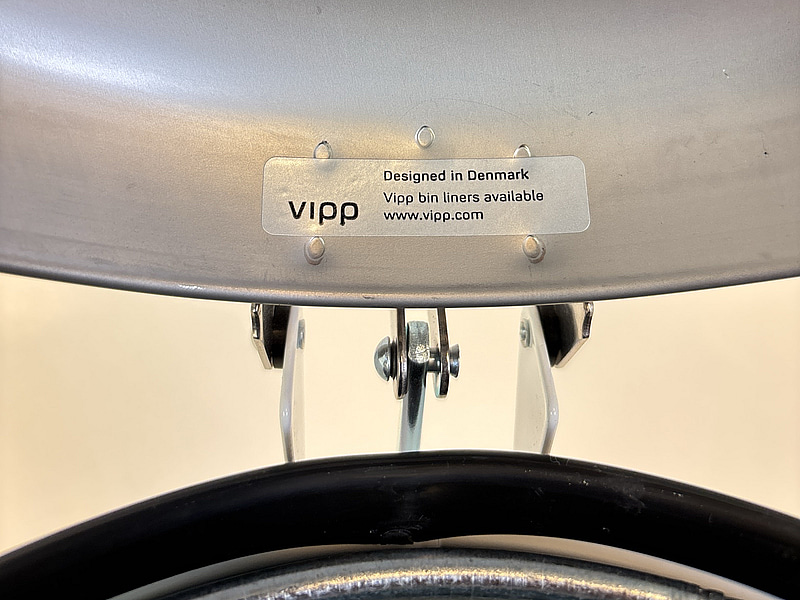 vipp
Designed in Denmark
Vipp bin liners available
www.vipp.com